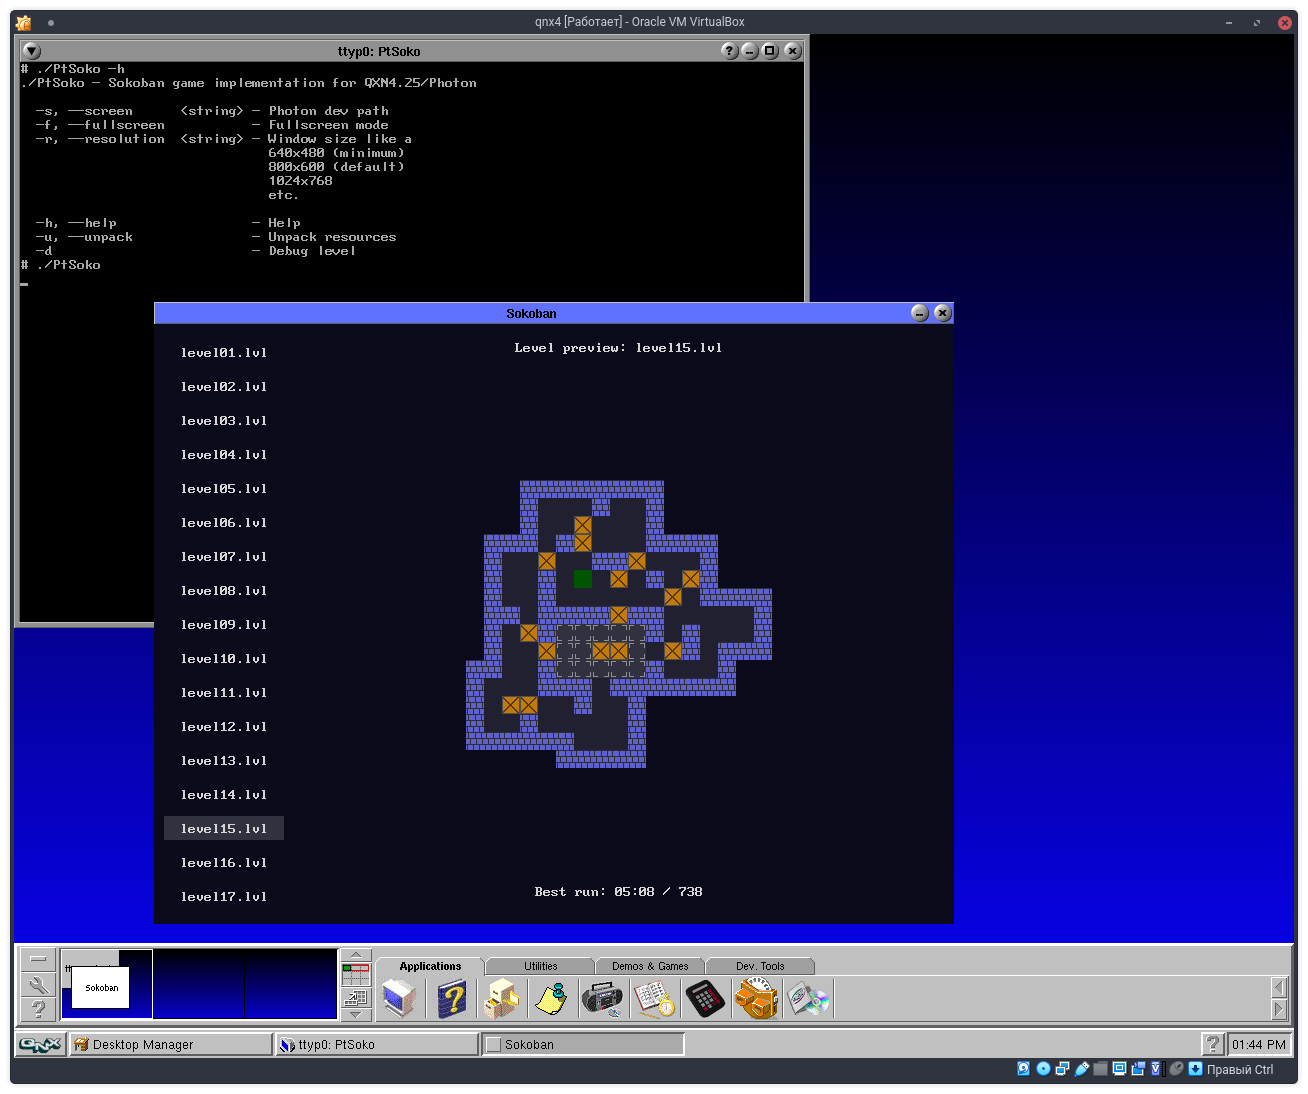 qnx4 [Работает] - Oracle VM VirtualBox
ttyp0: PtSoko
# ./PtSoko -h
./PtSoko - Sokoban game implementation for QXN4.25/Photon
-s, --screen <string> - Photon dev path
-f, --fullscreen - Fullscreen mode
-r, --resolution <string> - Window size like a
640x480 (minimum)
800x600 (default)
1024x768
etc.
-h, --help - Help
-u, --unpack - Unpack resources
-d - Debug level
# ./PtSoko
Sokoban
Level preview: level15.lvl
level01.lvl
level02.lvl
level03.lvl
level04.lvl
level05.lvl
level06.lvl
level07.lvl
level08.lvl
level09.lvl
level10.lvl
level11.lvl
level12.lvl
level13.lvl
level14.lvl
level15.lvl
level16.lvl
level17.lvl
Best run: 05:08 / 738
Sokoban
Applications Utilities Demos & Games Dev. Tools
QNX Desktop Manager ttyp0: PtSoko Sokoban 01:44 PM
Правый Ctrl